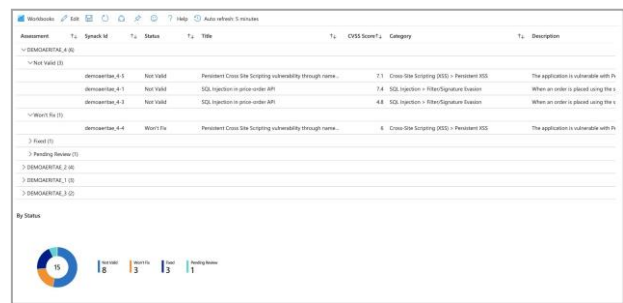 Workbooks Edit ? Help Auto refresh: 5 minutes
Assessment Synack Id Status Title CVSS Score Category Description
DEMOAERITAE_4 (6)
Not Valid (3)
demoaeritae_4-5 Not Valid Persistent Cross-Site Scripting vulnerability through name... 7.1 Cross-Site Scripting (XSS) > Persistent XSS The application is vulnerable with Pe
demoaeritae_4-1 Not Valid SQL Injection in price-order API 7.4 SQL Injection > Filter/Signature Evasion When an order is placed using the s
demoaeritae_4-3 Not Valid SQL Injection in price-order API 4.8 SQL Injection > Filter/Signature Evasion When an order is placed using the s
Won't Fix (1)
demoaeritae_4-4 Won't Fix Persistent Cross-Site Scripting vulnerability through name... 6 Cross-Site Scripting (XSS) > Persistent XSS The application is vulnerable with Pe
Fixed (1)
Pending Review (1)
DEMOAERITAE_2 (4)
DEMOAERITAE_1 (3)
DEMOAERITAE_3 (2)
By Status
15
Not Valid Won't Fix Fixed Pending Review
8 3 3 1